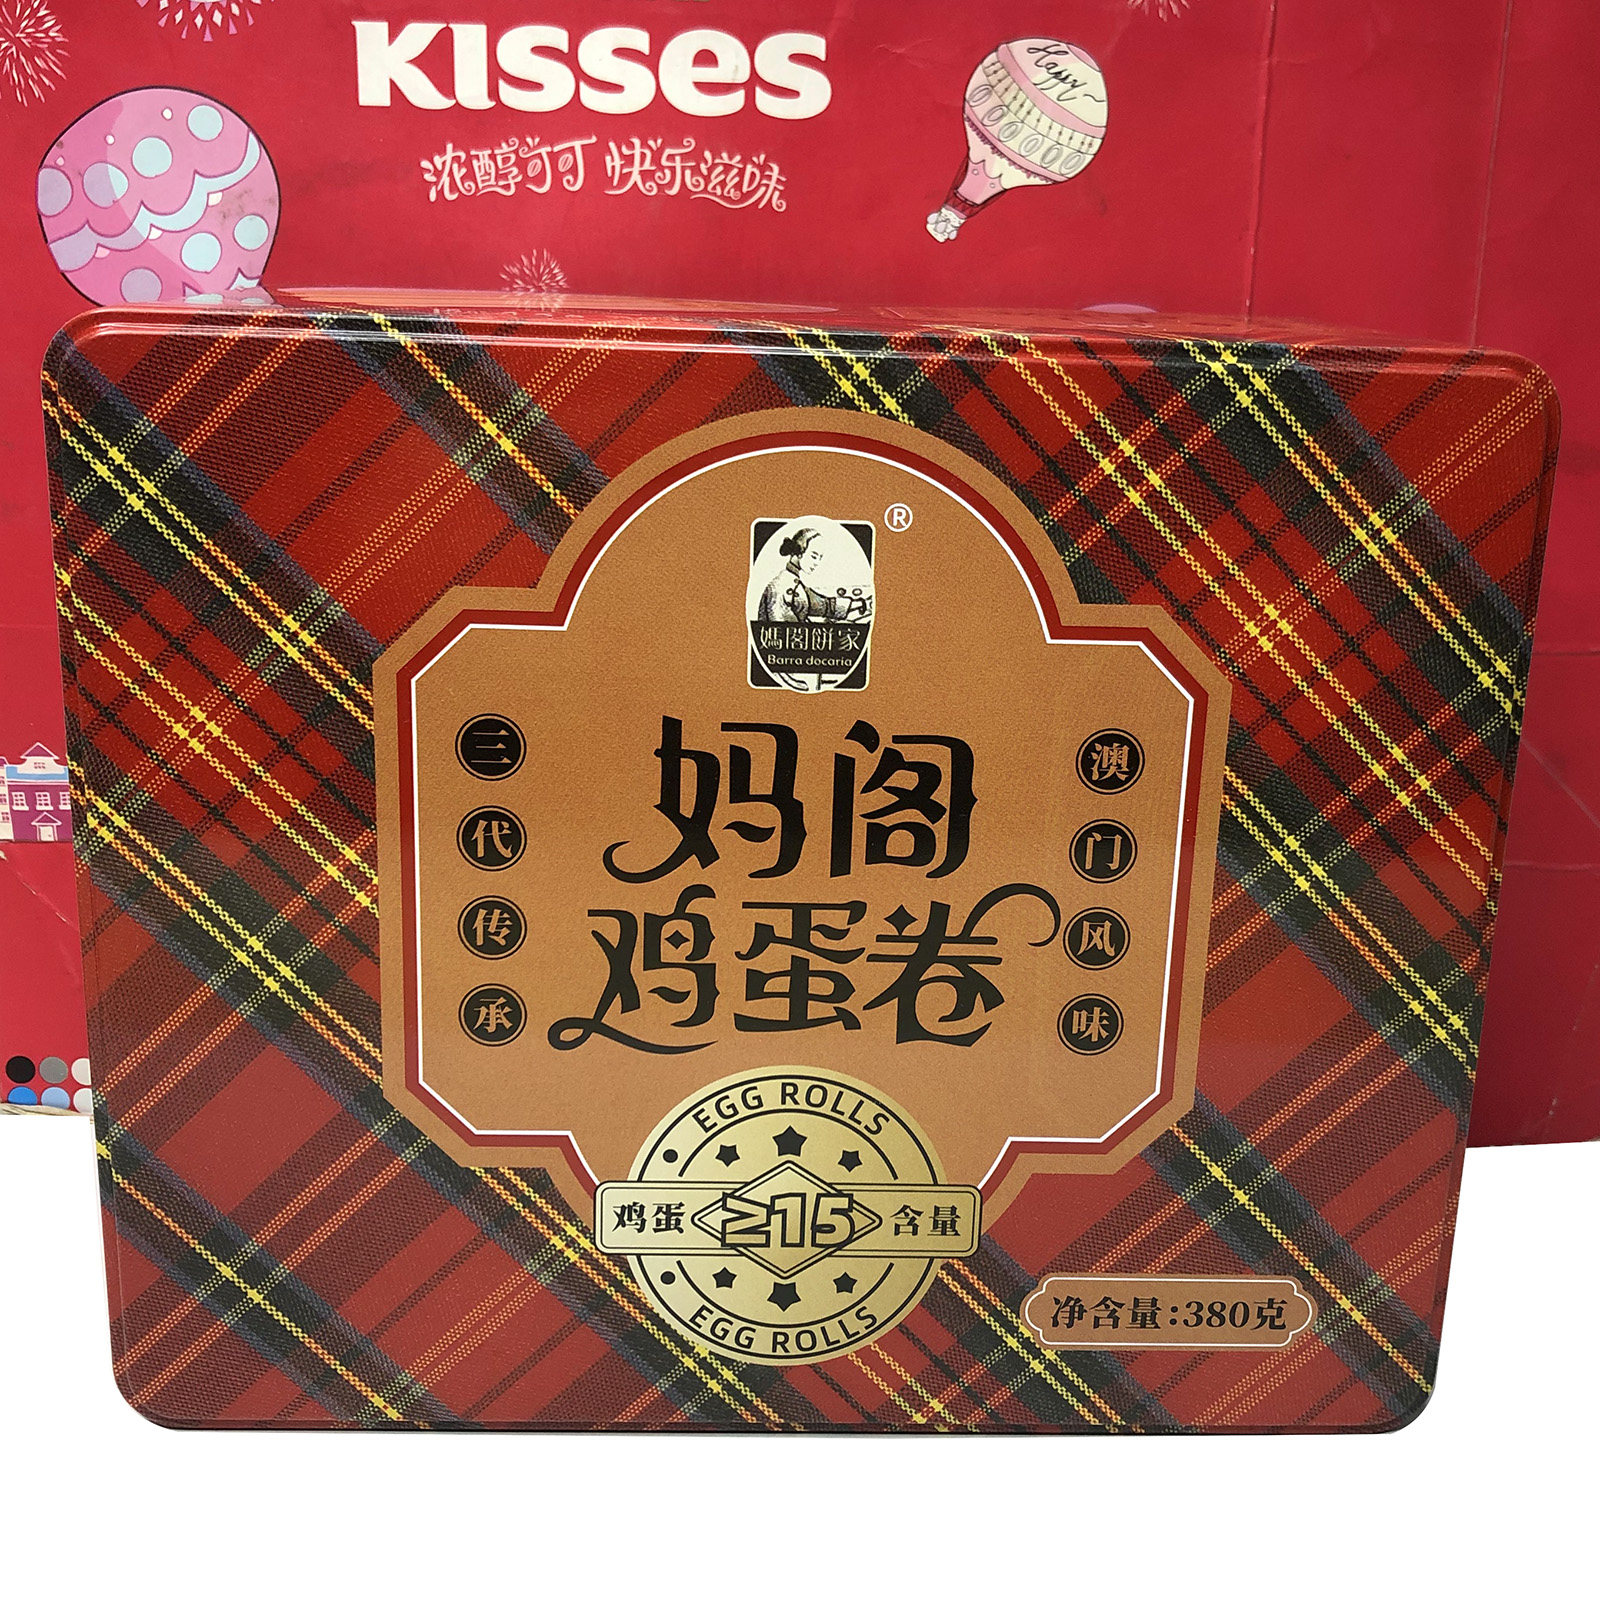 KISSES
浓醇可可 快乐滋味
Happy
®
媽閣餅家
Barra docaria
妈阁
鸡蛋卷
三代传承
澳门风味
EGG ROLLS
鸡蛋 ≥15 含量
EGG ROLLS
净含量:380克